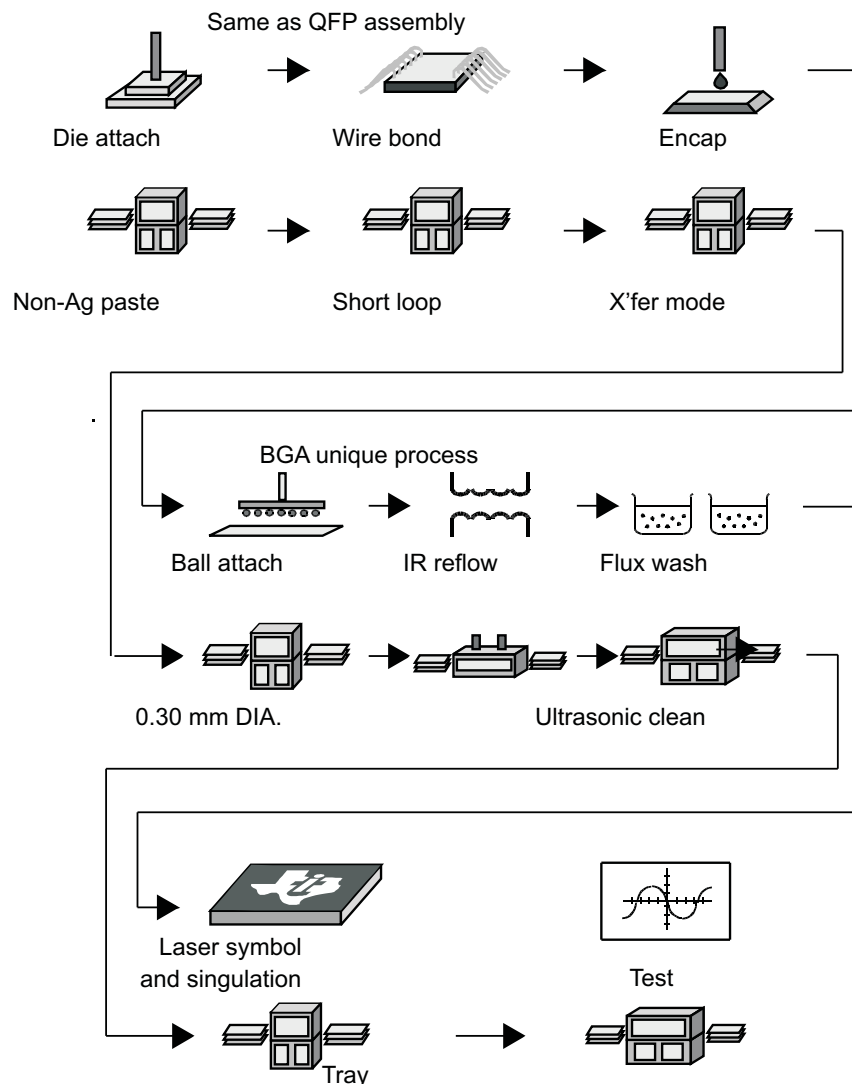 Same as QFP assembly
Die attach
Wire bond
Encap
Non-Ag paste
Short loop
X'fer mode
BGA unique process
Ball attach
IR reflow
Flux wash
0.30 mm DIA.
Ultrasonic clean
Laser symbol
and singulation
Test
Tray